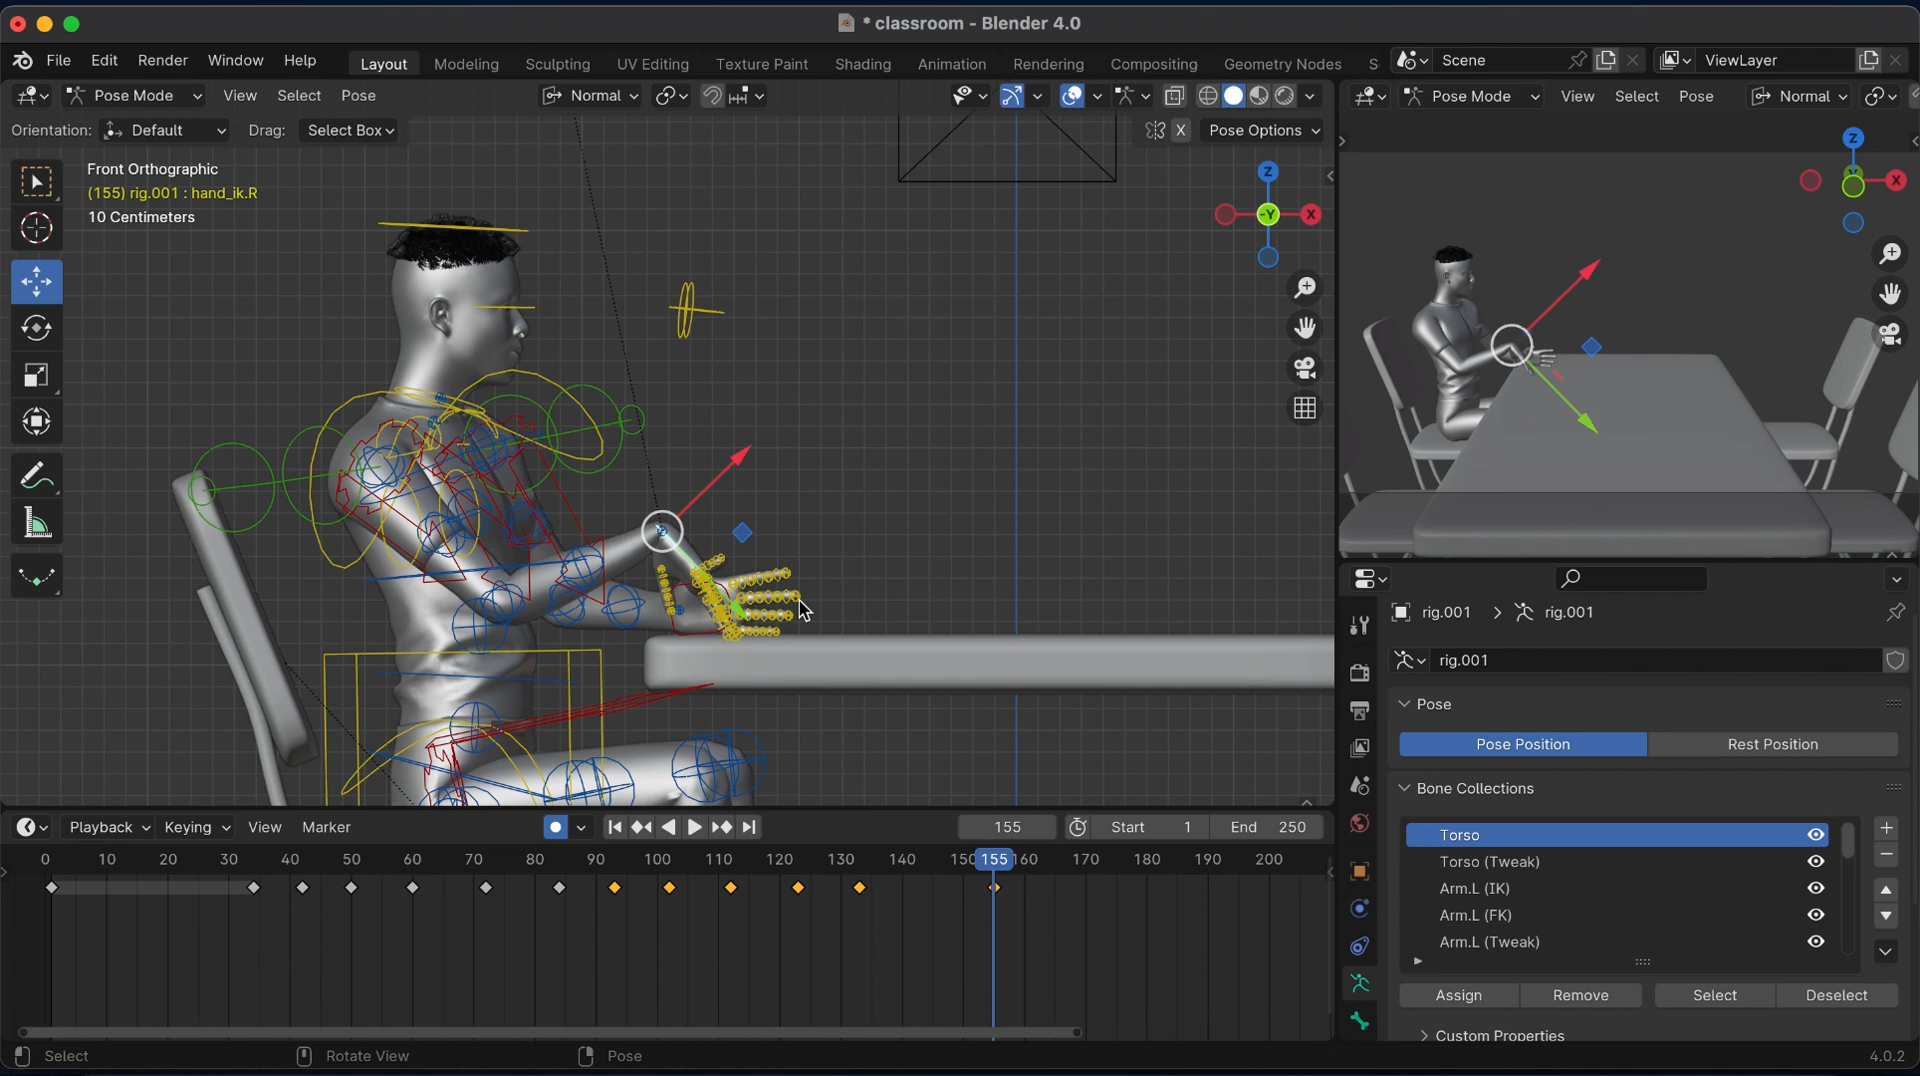 * classroom - Blender 4.0
File Edit Render Window Help Layout Modeling Sculpting UV Editing Texture Paint Shading Animation Rendering Compositing Geometry Nodes S Scene ViewLayer
Pose Mode View Select Pose Normal
Orientation: Default Drag: Select Box X Pose Options
Front Orthographic
(155) rig.001 : hand_ik.R
10 Centimeters
Z
-Y X
Pose Mode View Select Pose Normal
Z
X
rig.001 > rig.001
rig.001
Pose
Pose Position Rest Position
Bone Collections
Torso
Torso (Tweak)
Arm.L (IK)
Arm.L (FK)
Arm.L (Tweak)
Assign Remove Select Deselect
Custom Properties
Playback Keying View Marker 155 Start 1 End 250
0 10 20 30 40 50 60 70 80 90 100 110 120 130 140 150 155 160 170 180 190 200
Select Rotate View Pose 4.0.2